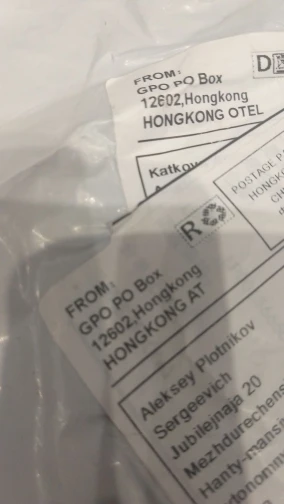 FROM:
GPO PO Box
12602,Hongkong
HONGKONG OTEL
D
Katkov
POSTAGE P
HONGK
R
FROM:
GPO PO Box
12602,Hongkong
HONGKONG AT
Aleksey Plotnikov
Sergeevich
Jubilejnaja 20
Mezhdurechens
Hanty-mans